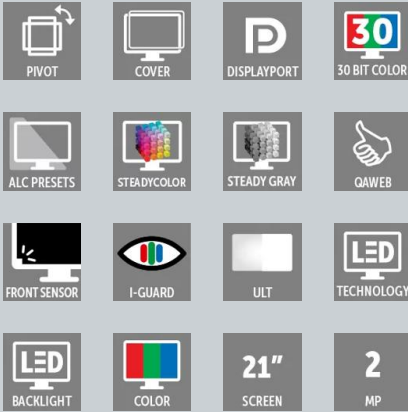 PIVOT
COVER
DISPLAYPORT
30
30 BIT COLOR
ALC PRESETS
STEADYCOLOR
STEADY GRAY
QAWEB
FRONT SENSOR
I-GUARD
ULT
LED
TECHNOLOGY
LED
BACKLIGHT
COLOR
21"
SCREEN
2
MP